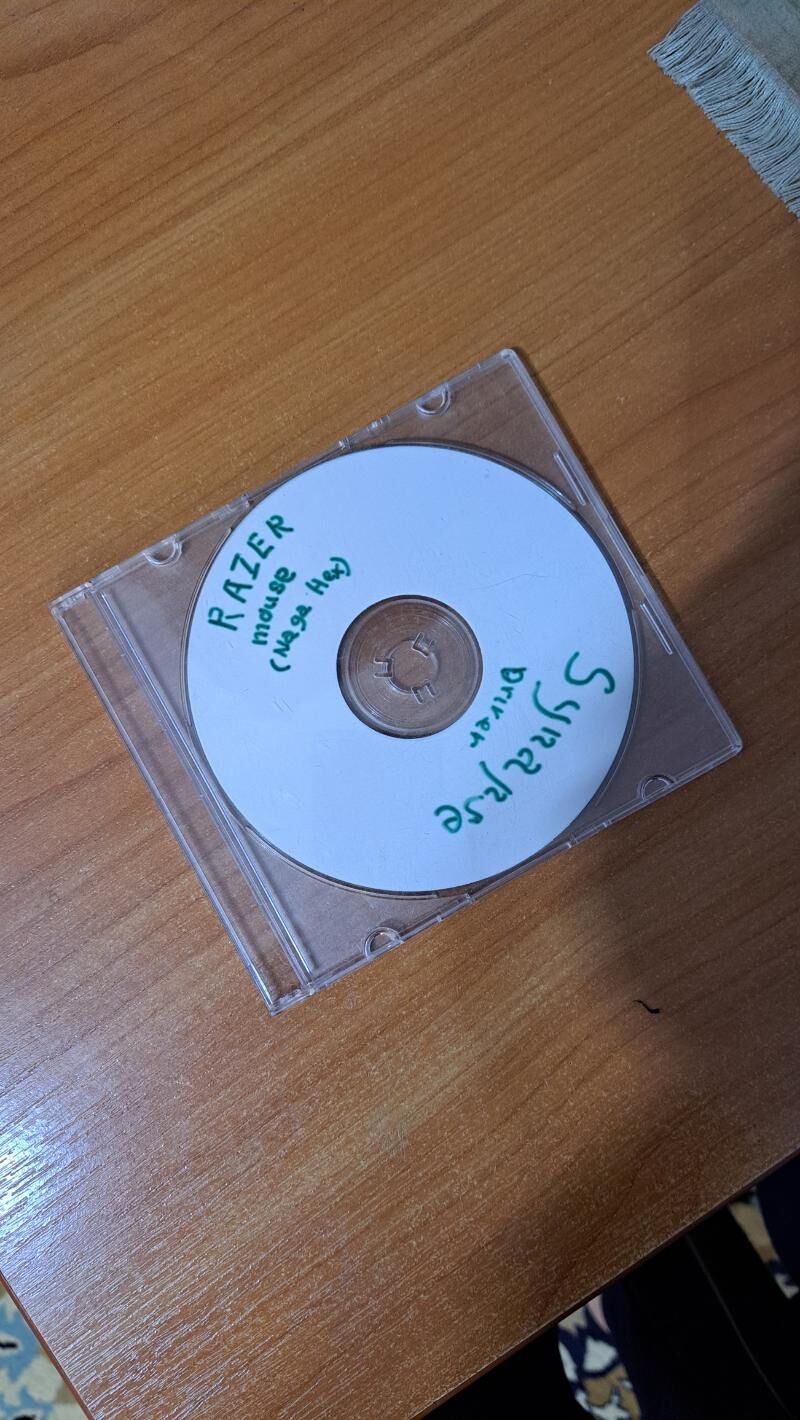 RAZER
mouse
(Naga Hex)
Synapse
Driver